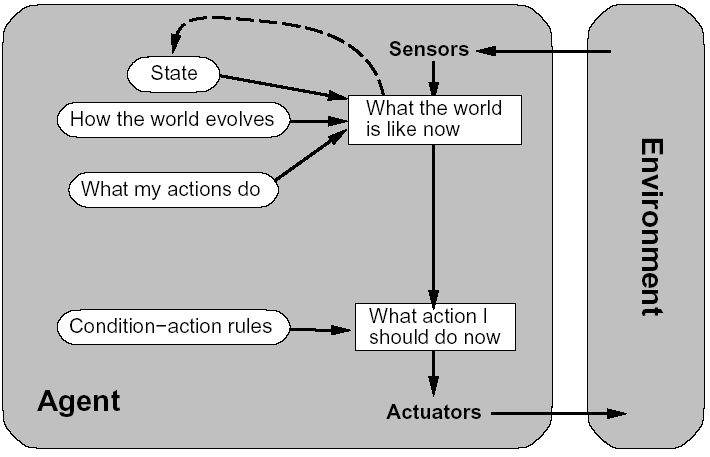 Sensors
State
What the world
is like now
How the world evolves
What my actions do
Environment
Condition−action rules
What action I
should do now
Agent
Actuators